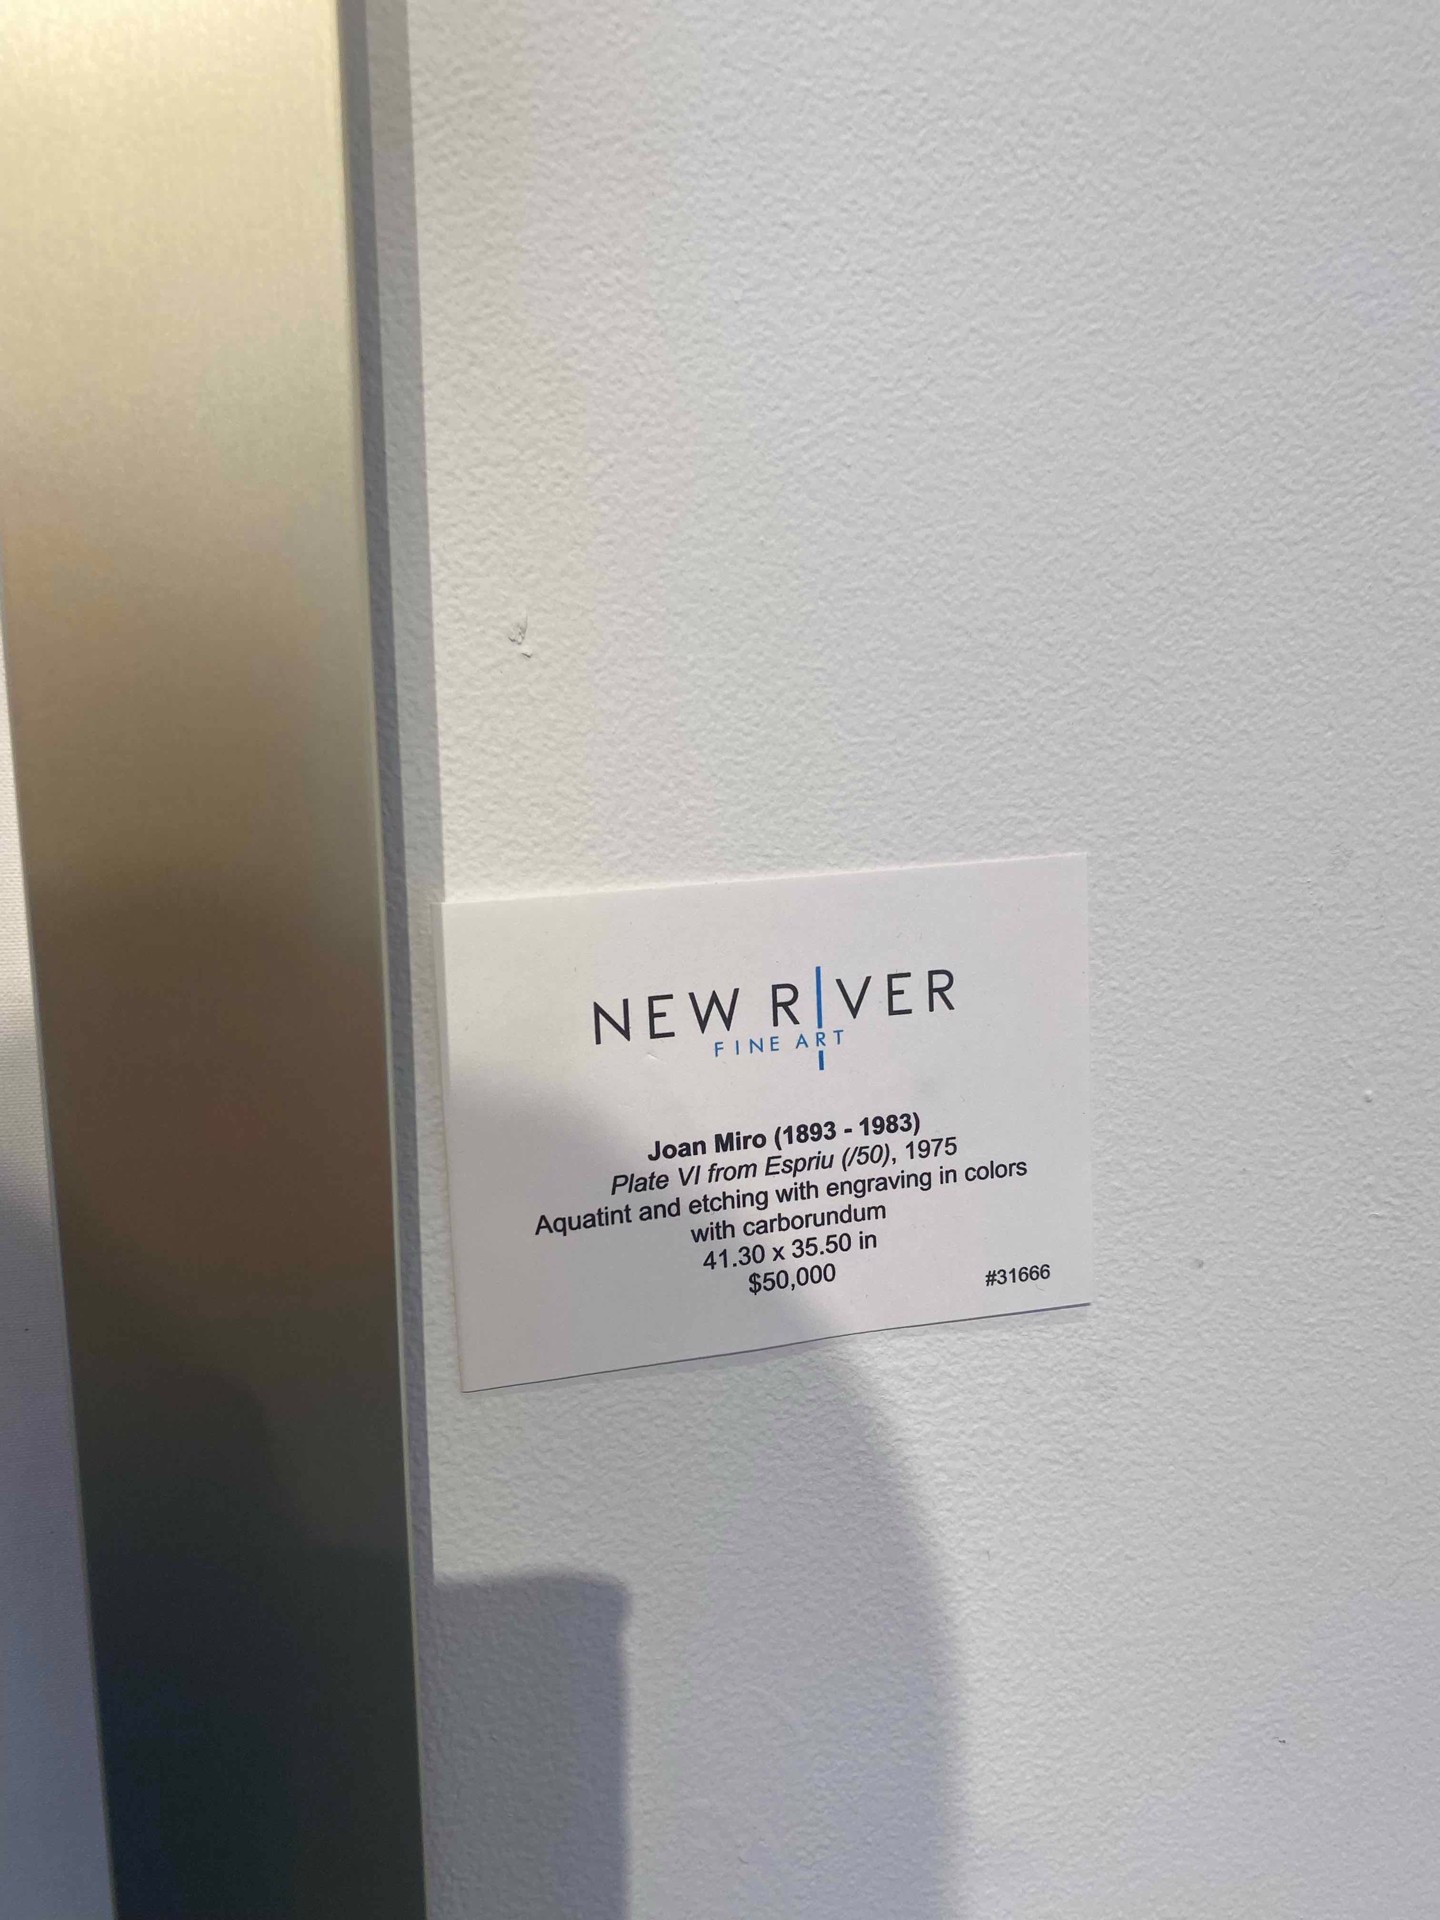 NEW RIVER
FINE ART
Joan Miro (1893 - 1983)
Plate VI from Espriu (/50), 1975
Aquatint and etching with engraving in colors
with carborundum
41.30 x 35.50 in
$50,000
#31666